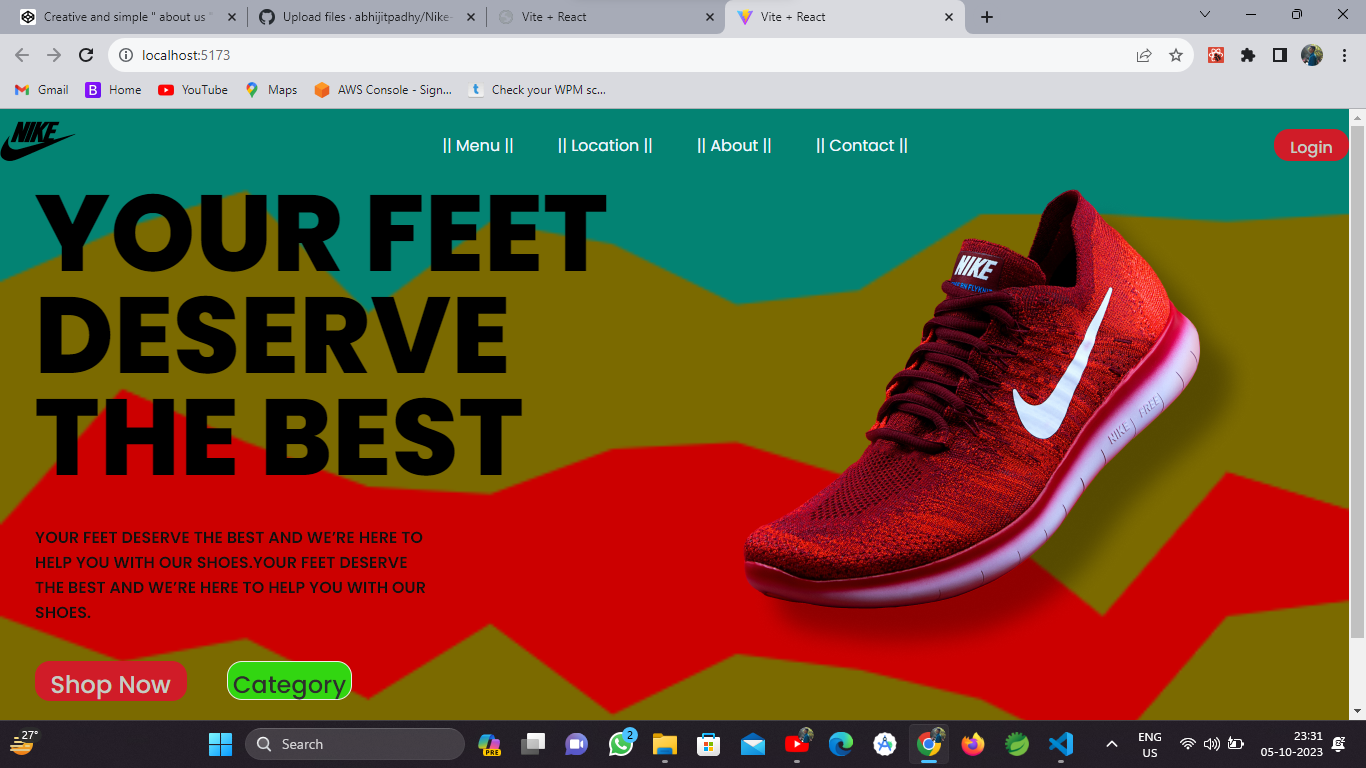 Creative and simple " about us "
Upload files · abhijitpadhy/Nike-
Vite + React
Vite + React
localhost:5173
Gmail
Home
YouTube
Maps
AWS Console - Sign...
Check your WPM sc...
NIKE
|| Menu ||
|| Location ||
|| About ||
|| Contact ||
Login
YOUR FEET
DESERVE
THE BEST
NIKE
NIKE FREE
YOUR FEET DESERVE THE BEST AND WE'RE HERE TO
HELP YOU WITH OUR SHOES.YOUR FEET DESERVE
THE BEST AND WE'RE HERE TO HELP YOU WITH OUR
SHOES.
Shop Now
Category
27°
Search
PRE
2
ENG
US
23:31
05-10-2023